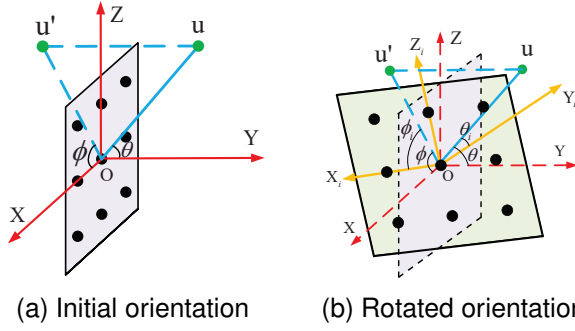 Z
u'
u
Y
ϕ
θ
O
X
(a) Initial orientation
Z
Z_i
u'
u
Y_i
ϕ_i
θ_i
ϕ
θ
Y
X_i
O
X
(b) Rotated orientation